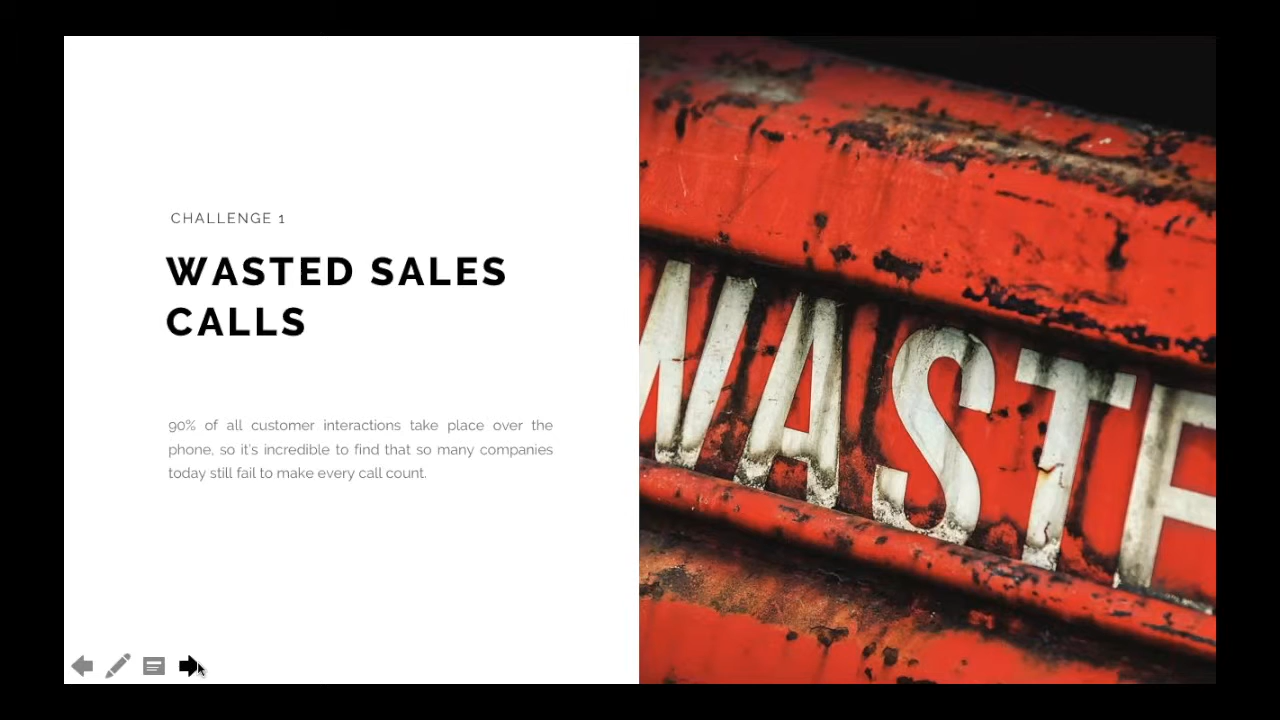 CHALLENGE 1
WASTED SALES
CALLS
90% of all customer interactions take place over the
phone, so it's incredible to find that so many companies
today still fail to make every call count.
WASTE